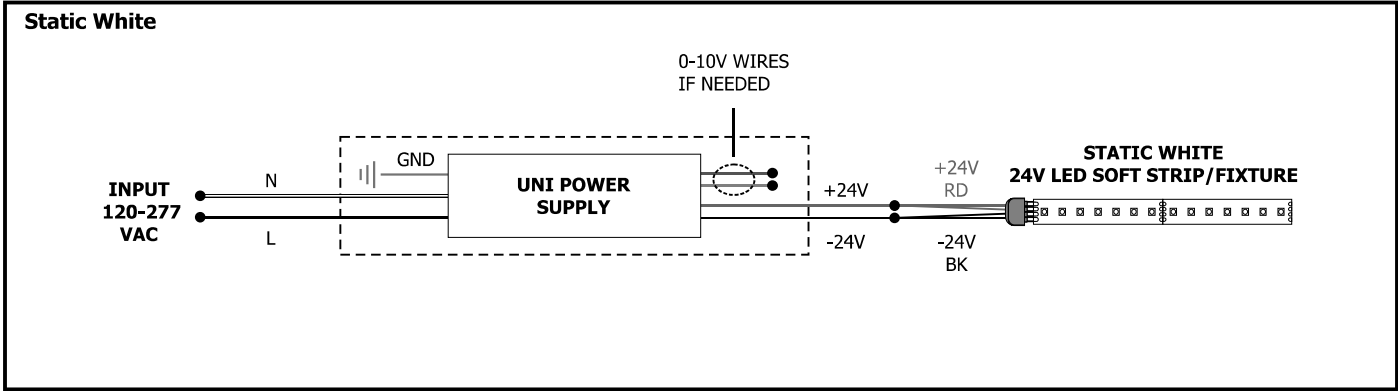 Static White
0-10V WIRES
IF NEEDED
GND
N
INPUT
120-277
VAC
L
UNI POWER
SUPPLY
+24V
-24V
+24V
RD
-24V
BK
STATIC WHITE
24V LED SOFT STRIP/FIXTURE